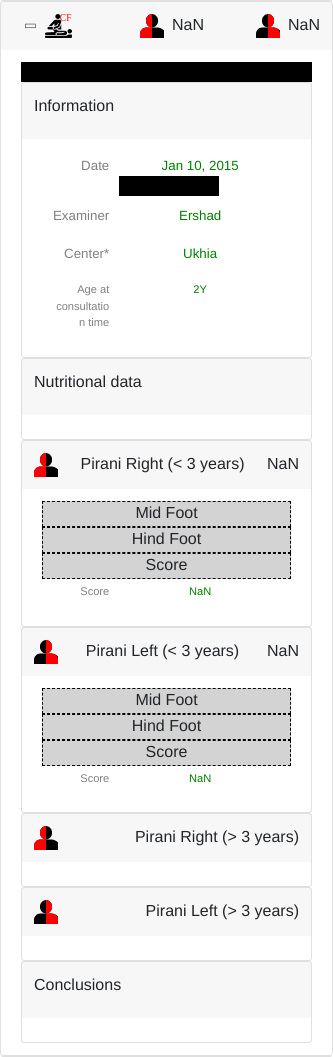 CF NaN NaN
Information
Date Jan 10, 2015
Examiner Ershad
Center* Ukhia
Age at 2Y
consultatio
n time
Nutritional data
Pirani Right (< 3 years) NaN
Mid Foot
Hind Foot
Score
Score NaN
Pirani Left (< 3 years) NaN
Mid Foot
Hind Foot
Score
Score NaN
Pirani Right (> 3 years)
Pirani Left (> 3 years)
Conclusions